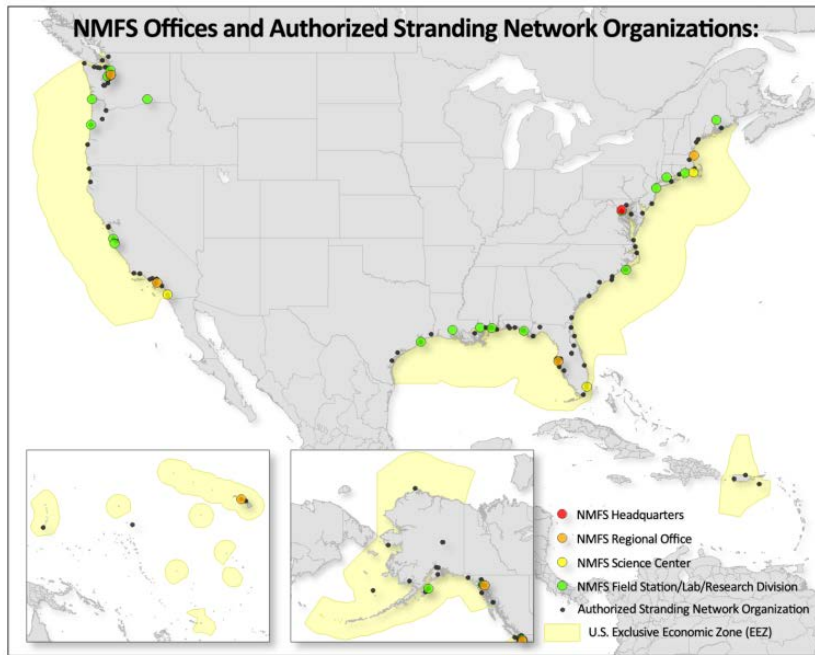 NMFS Offices and Authorized Stranding Network Organizations:
NMFS Headquarters
NMFS Regional Office
NMFS Science Center
NMFS Field Station/Lab/Research Division
Authorized Stranding Network Organization
U.S. Exclusive Economic Zone (EEZ)